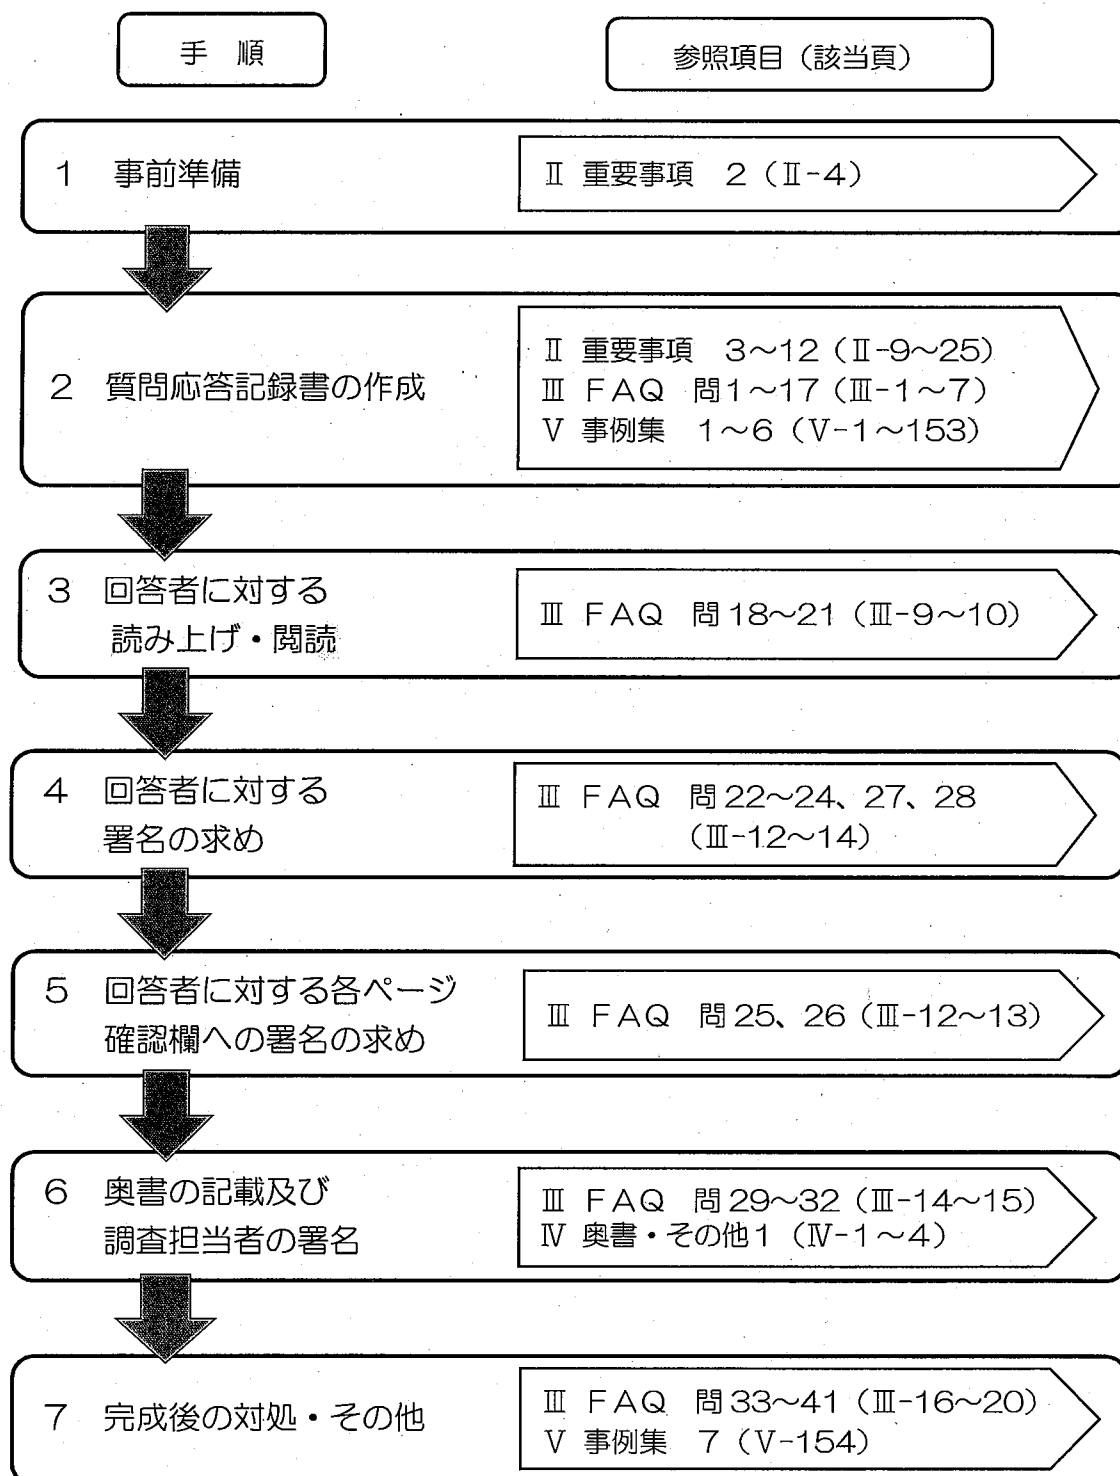 手 順
参照項目（該当頁）
1 事前準備
Ⅱ 重要事項 2（Ⅱ-4）
2 質問応答記録書の作成
Ⅱ 重要事項 3～12（Ⅱ-9～25）
Ⅲ FAQ 問1～17（Ⅲ-1～7）
Ⅴ 事例集 1～6（Ⅴ-1～153）
3 回答者に対する
読み上げ・閲読
Ⅲ FAQ 問18～21（Ⅲ-9～10）
4 回答者に対する
署名の求め
Ⅲ FAQ 問22～24、27、28
（Ⅲ-12～14）
5 回答者に対する各ページ
確認欄への署名の求め
Ⅲ FAQ 問25、26（Ⅲ-12～13）
6 奥書の記載及び
調査担当者の署名
Ⅲ FAQ 問29～32（Ⅲ-14～15）
Ⅳ 奥書・その他1（Ⅳ-1～4）
7 完成後の対処・その他
Ⅲ FAQ 問33～41（Ⅲ-16～20）
Ⅴ 事例集 7（Ⅴ-154）